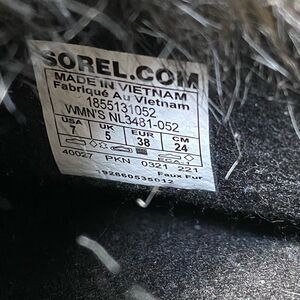 SOREL.COM
MADE IN VIETNAM
Fabriqué Au Vietnam
1855131052
WMN'S NL3481-052
USA UK EUR CM
7 5 38 24
40027 PKN 0321 221
192660535012
Faux Fur